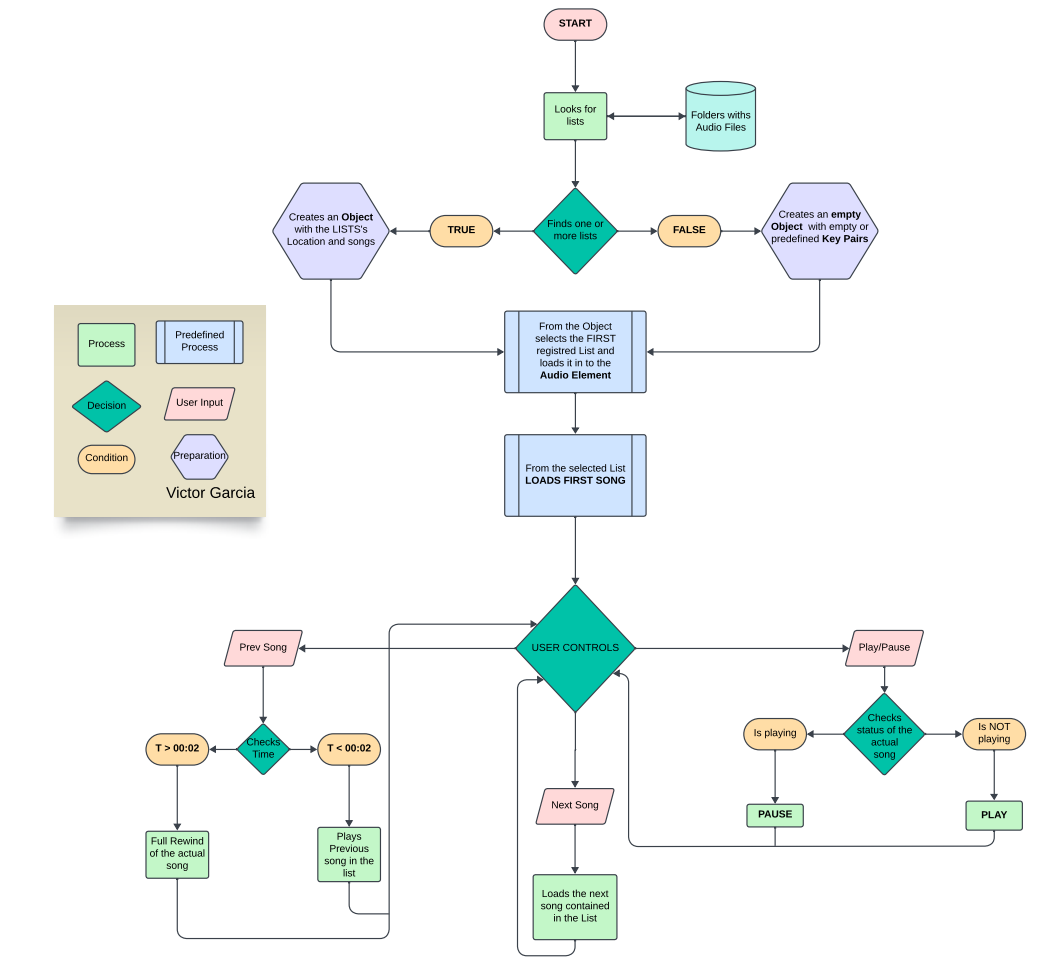 START
Looks for
lists
Folders withs
Audio Files
Creates an Object
with the LISTS's
Location and songs
TRUE
Finds one or
more lists
FALSE
Creates an empty
Object with empty or
predefined Key Pairs
From the Object
selects the FIRST
registred List and
loads it in to the
Audio Element
Process
Predefined
Process
Decision
User Input
Condition
Preparation
Victor Garcia
From the selected List
LOADS FIRST SONG
Prev Song
USER CONTROLS
Play/Pause
T > 00:02
Checks
Time
T < 00:02
Is playing
Checks
status of the
actual
song
Is NOT
playing
Full Rewind
of the actual
song
Plays
Previous
song in the
list
Next Song
PAUSE
PLAY
Loads the next
song contained
in the List